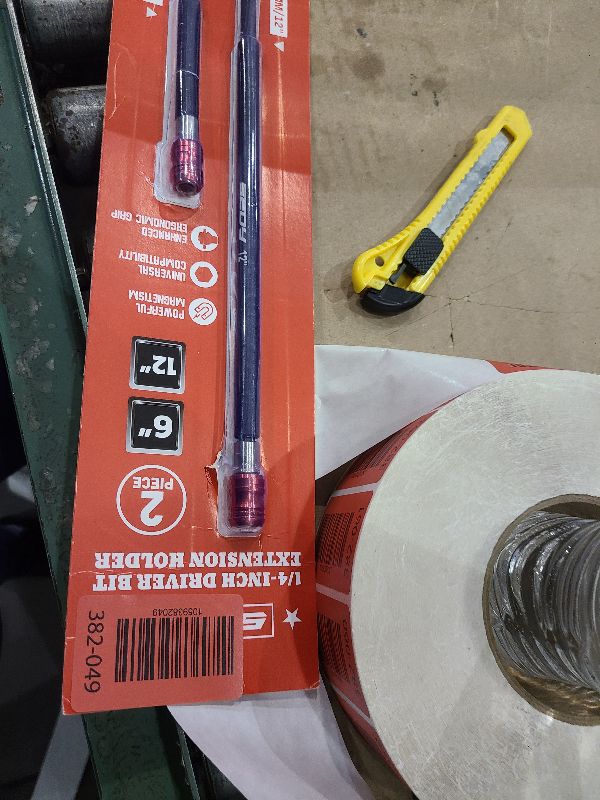 1/4-INCH DRIVER BIT
EXTENSION HOLDER
2
PIECE
6"
12"
POWERFUL
MAGNETISM
UNIVERSAL
COMPATIBILITY
ENHANCED
ERGONOMIC GRIP
12"
382-049
1059382049